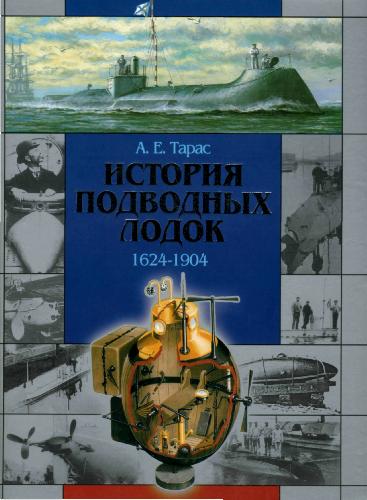 А. Е. Тарас
ИСТОРИЯ
ПОДВОДНЫХ
ЛОДОК
1624-1904